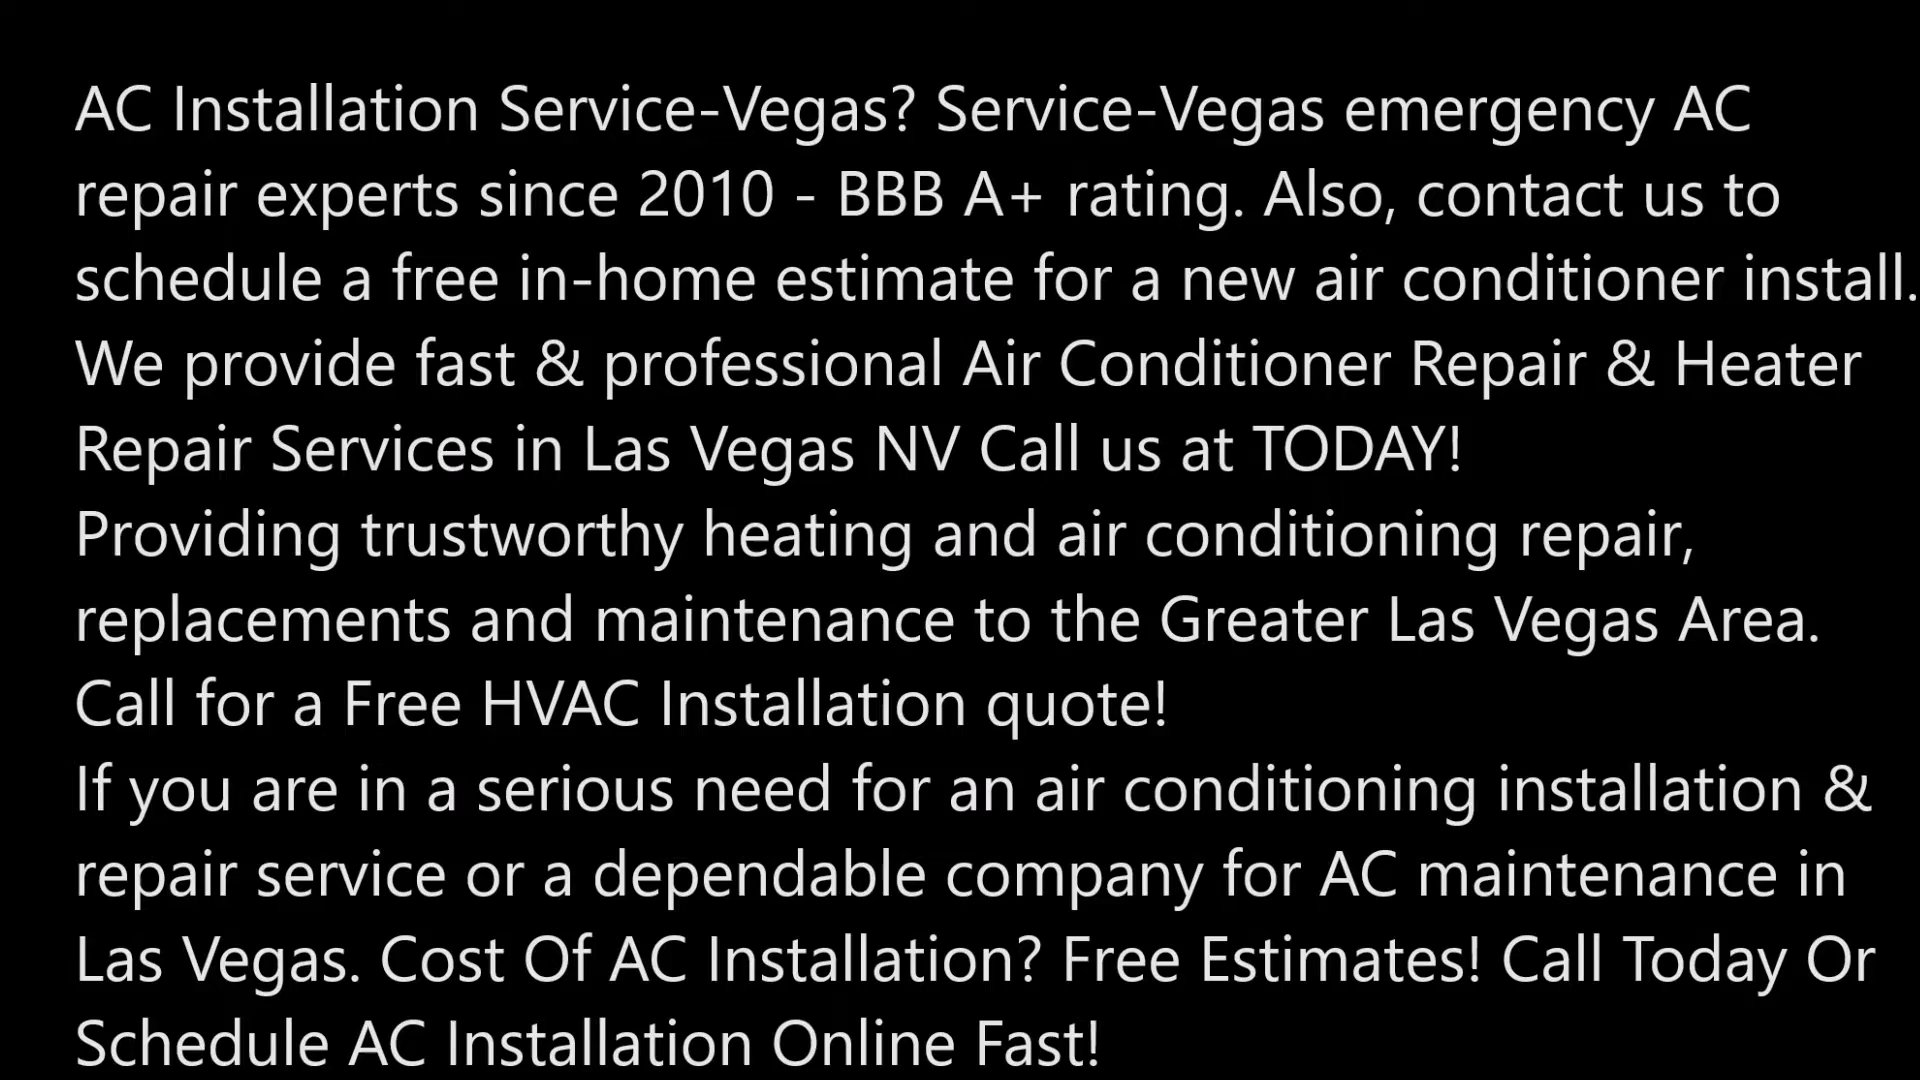 AC Installation Service-Vegas? Service-Vegas emergency AC
repair experts since 2010 - BBB A+ rating. Also, contact us to
schedule a free in-home estimate for a new air conditioner install.
We provide fast & professional Air Conditioner Repair & Heater
Repair Services in Las Vegas NV Call us at TODAY!
Providing trustworthy heating and air conditioning repair,
replacements and maintenance to the Greater Las Vegas Area.
Call for a Free HVAC Installation quote!
If you are in a serious need for an air conditioning installation &
repair service or a dependable company for AC maintenance in
Las Vegas. Cost Of AC Installation? Free Estimates! Call Today Or
Schedule AC Installation Online Fast!